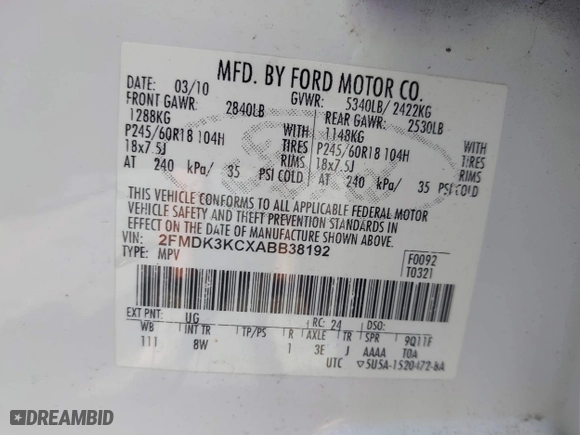 MFD. BY FORD MOTOR CO.
DATE: 03/10 GVWR: 5340LB/ 2422KG
FRONT GAWR: 2840LB REAR GAWR: 2530LB
1288KG WITH 1148KG WITH
P245/60R18 104H TIRES P245/60R18 104H TIRES
18x7.5J RIMS 18x7.5J RIMS
AT 240 kPa/ 35 PSI COLD AT 240 kPa/ 35 PSI COLD
THIS VEHICLE CONFORMS TO ALL APPLICABLE FEDERAL MOTOR
VEHICLE SAFETY AND THEFT PREVENTION STANDARDS IN
EFFECT ON THE DATE OF MANUFACTURE SHOWN ABOVE.
VIN: 2FMDK3KCXABB38192
TYPE: MPV
F0092
T0321
EXT PNT: UG RC: 24 DSO:
WB INT TR TP/PS R AXLE TR SPR 9Q11F
111 8W 1 3E J AAAA T0A
UTC 5U5A-1520472-BA
DREAMBID